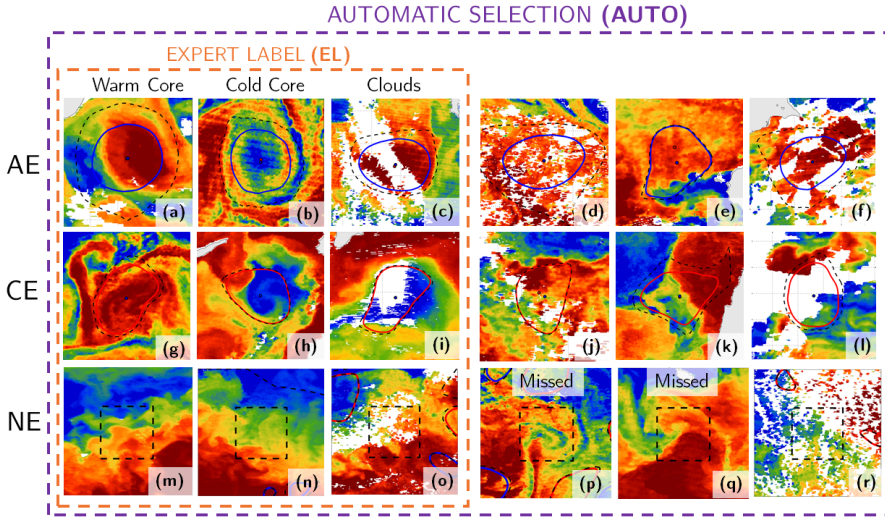 AUTOMATIC SELECTION (AUTO)
EXPERT LABEL (EL)
Warm Core Cold Core Clouds
AE
(a) (b) (c) (d) (e) (f)
CE
(g) (h) (i) (j) (k) (l)
Missed Missed
NE
(m) (n) (o) (p) (q) (r)